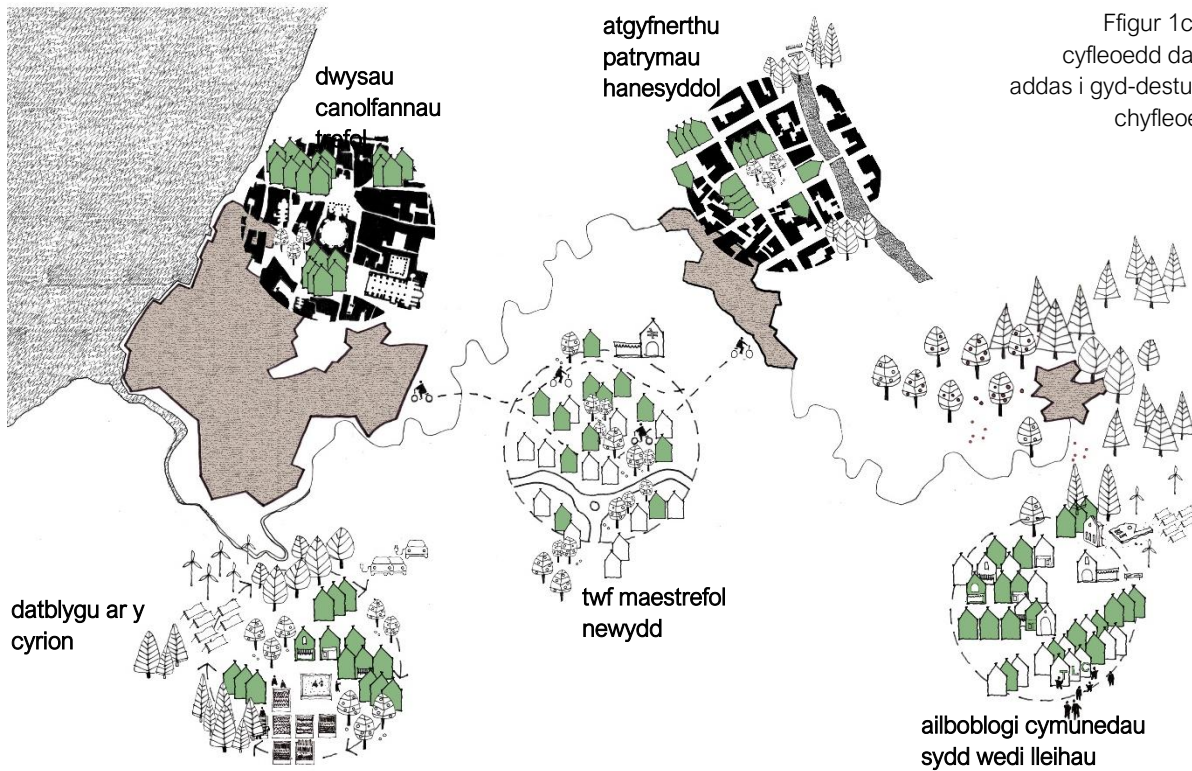 atgyfnerthu
patrymau
hanesyddol
Ffigur 1c
cyfleoedd
addas i gyd-destu
dwysau
canolfannau
trefol
datblygu ar y
cyrion
twf maestrefol
newydd
ailboblogi cymunedau
sydd wedi lleihau